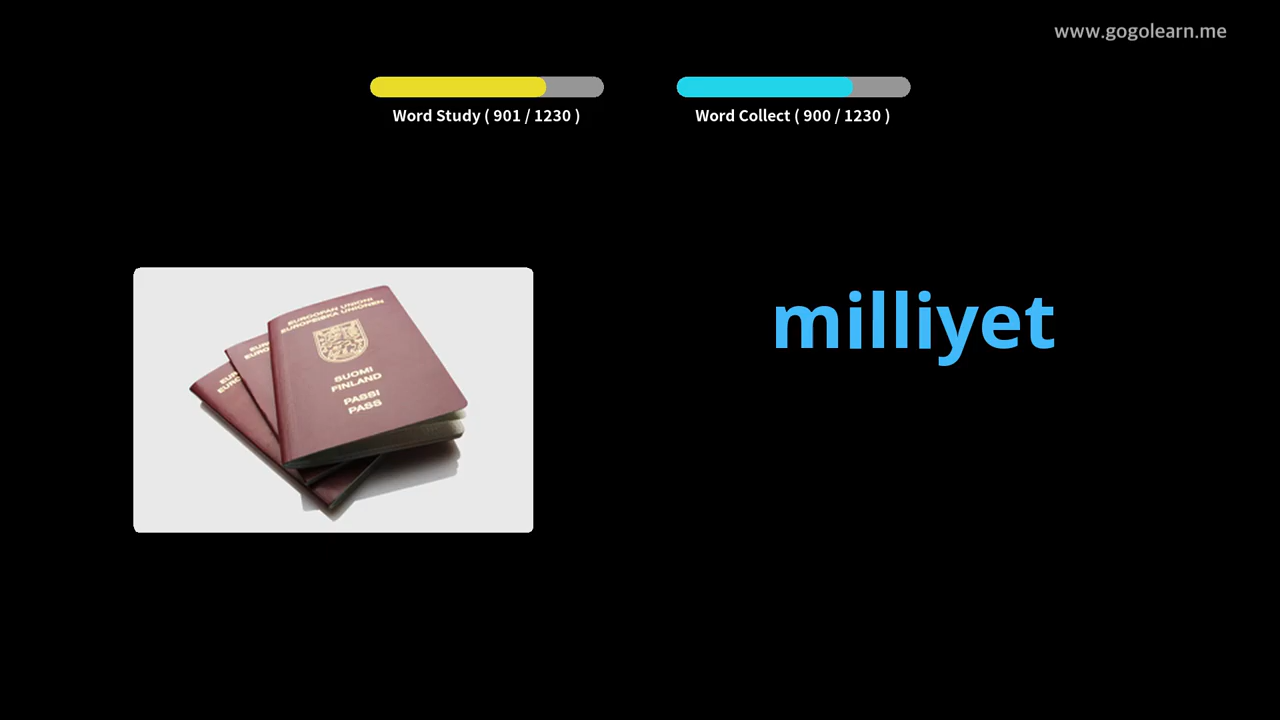 www.gogolearn.me
Word Study ( 901 / 1230 )
Word Collect ( 900 / 1230 )
milliyet
EUROOPAN UNIONI
EUROPEISKA UNIONEN
SUOMI
FINLAND
PASSI
PASS